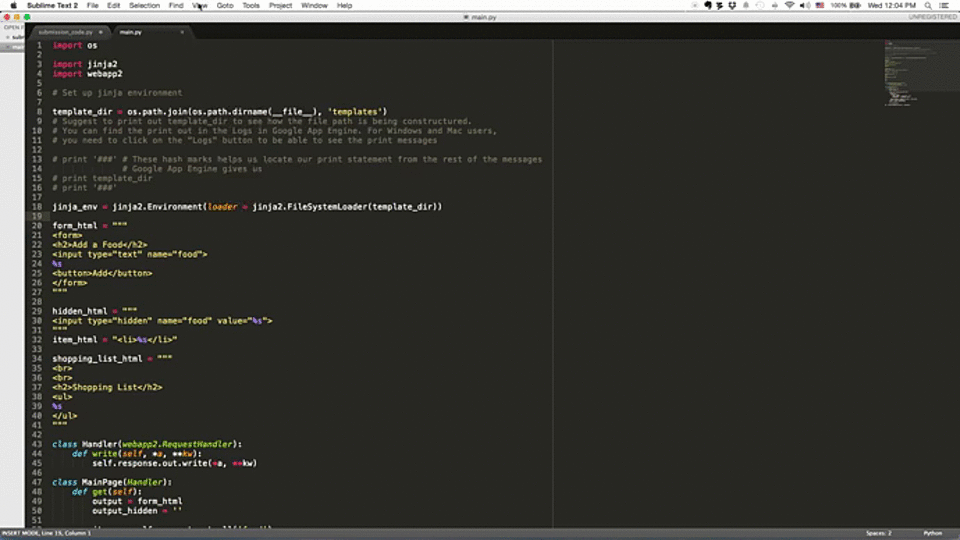 Sublime Text 2 File Edit Selection Find View Goto Tools Project Window Help 100% Wed 12:04 PM
main.py UNREGISTERED
OPEN
submission_code.py main.py
1 import os
2
3 import jinja2
4 import webapp2
5
6 # Set up jinja environment
7
8 template_dir = os.path.join(os.path.dirname(__file__), 'templates')
9 # Suggest to print out template_dir to see how the file path is being constructed.
10 # You can find the print out in the Logs in Google App Engine. For Windows and Mac users,
11 # you need to click on the "Logs" button to be able to see the print messages
12
13 # print '###' # These hash marks helps us locate our print statement from the rest of the messages
14 # Google App Engine gives us
15 # print template_dir
16 # print '###'
17
18 jinja_env = jinja2.Environment(loader = jinja2.FileSystemLoader(template_dir))
19
20 form_html = """
21 <form>
22 <h2>Add a Food</h2>
23 <input type="text" name="food">
24 %s
25 <button>Add</button>
26 </form>
27 """
28
29 hidden_html = """
30 <input type="hidden" name="food" value="%s">
31 """
32 item_html = "<li>%s</li>"
33
34 shopping_list_html = """
35 <br>
36 <br>
37 <h2>Shopping List</h2>
38 <ul>
39 %s
40 </ul>
41 """
42
43 class Handler(webapp2.RequestHandler):
44 def write(self, *a, **kw):
45 self.response.out.write(*a, **kw)
46
47 class MainPage(Handler):
48 def get(self):
49 output = form_html
50 output_hidden = ''
51
INSERT MODE, Line 19, Column 1 Spaces: 2 Python